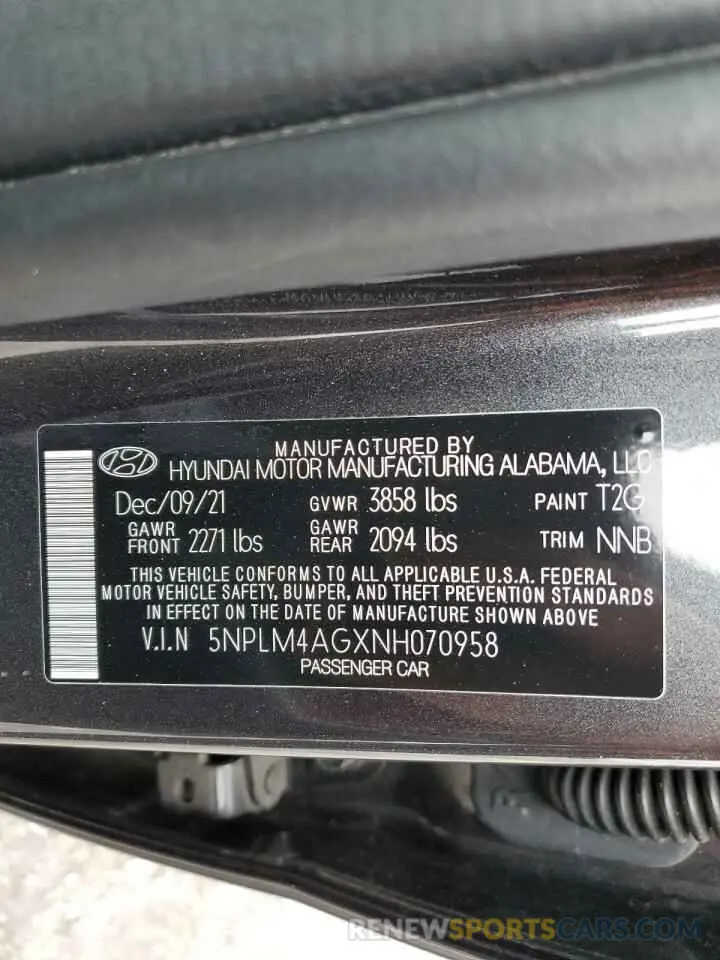 MANUFACTURED BY
HYUNDAI MOTOR MANUFACTURING ALABAMA, LLC
Dec/09/21 GVWR 3858 lbs PAINT T2G
GAWR FRONT 2271 lbs GAWR REAR 2094 lbs TRIM NNB
THIS VEHICLE CONFORMS TO ALL APPLICABLE U.S.A. FEDERAL
MOTOR VEHICLE SAFETY, BUMPER, AND THEFT PREVENTION STANDARDS
IN EFFECT ON THE DATE OF MANUFACTURE SHOWN ABOVE
V.I.N 5NPLM4AGXNH070958
PASSENGER CAR
RENEWSPORTSCARS.COM